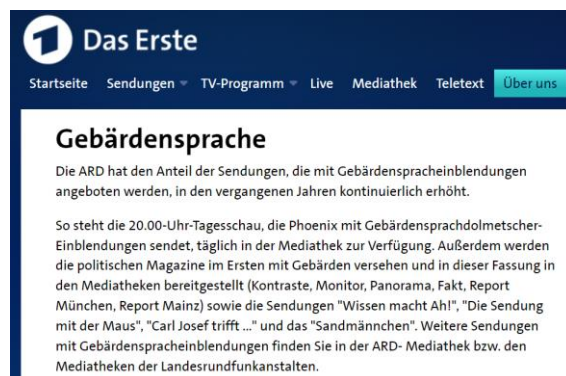 1 Das Erste
Startseite Sendungen TV-Programm Live Mediathek Teletext Über uns
Gebärdensprache
Die ARD hat den Anteil der Sendungen, die mit Gebärdenspracheinblendungen
angeboten werden, in den vergangenen Jahren kontinuierlich erhöht.
So steht die 20.00-Uhr-Tagesschau, die Phoenix mit Gebärdensprachdolmetscher-
Einblendungen sendet, täglich in der Mediathek zur Verfügung. Außerdem werden
die politischen Magazine im Ersten mit Gebärden versehen und in dieser Fassung in
den Mediatheken bereitgestellt (Kontraste, Monitor, Panorama, Fakt, Report
München, Report Mainz) sowie die Sendungen "Wissen macht Ah!", "Die Sendung
mit der Maus", "Carl Josef trifft ..." und das "Sandmännchen". Weitere Sendungen
mit Gebärdenspracheinblendungen finden Sie in der ARD- Mediathek bzw. den
Mediatheken der Landesrundfunkanstalten.